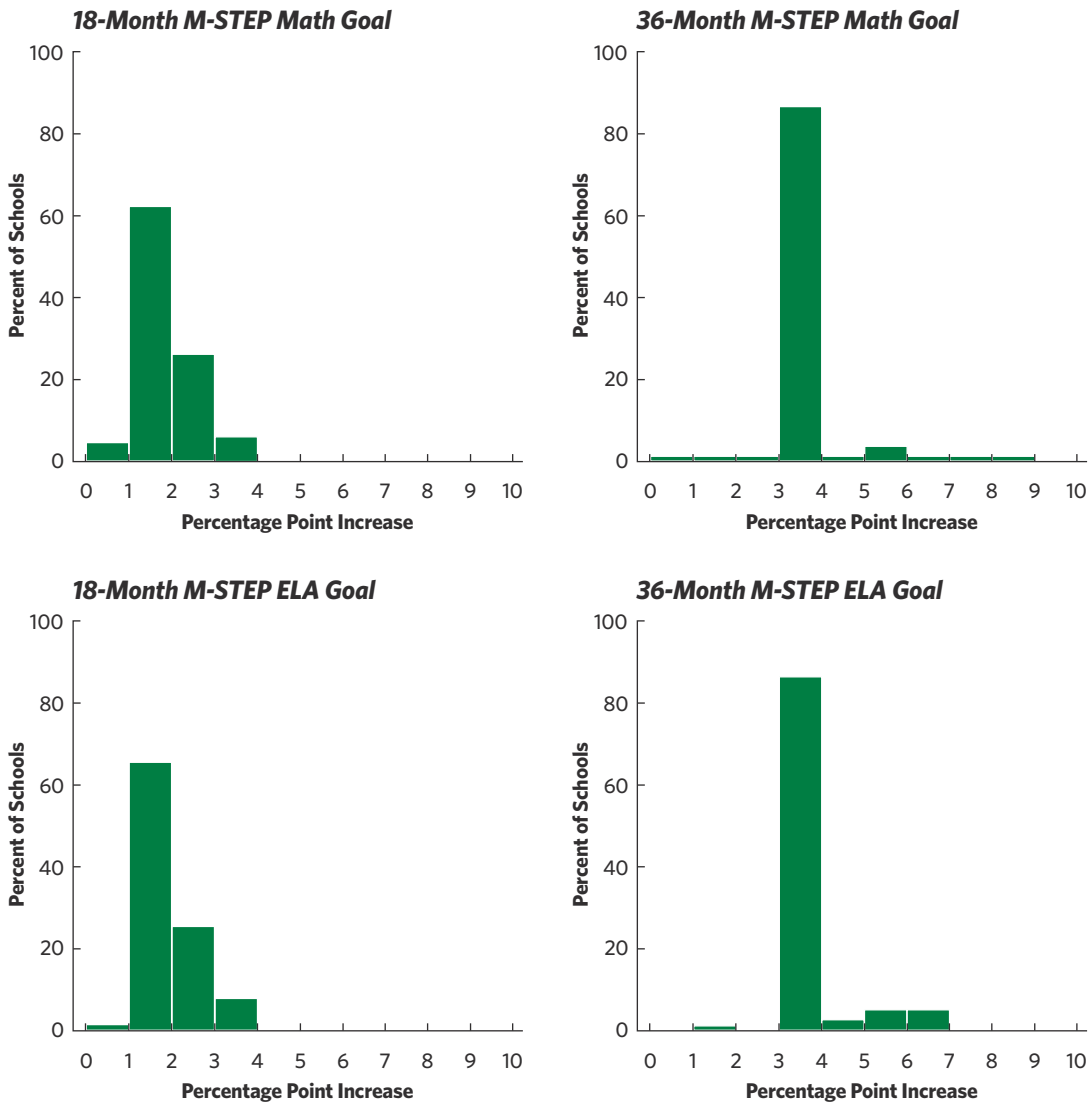 18-Month M-STEP Math Goal
100
80
60
40
20
0
Percent of Schools
0 1 2 3 4 5 6 7 8 9 10
Percentage Point Increase
36-Month M-STEP Math Goal
100
80
60
40
20
0
Percent of Schools
0 1 2 3 4 5 6 7 8 9 10
Percentage Point Increase
18-Month M-STEP ELA Goal
100
80
60
40
20
0
Percent of Schools
0 1 2 3 4 5 6 7 8 9 10
Percentage Point Increase
36-Month M-STEP ELA Goal
100
80
60
40
20
0
Percent of Schools
0 1 2 3 4 5 6 7 8 9 10
Percentage Point Increase